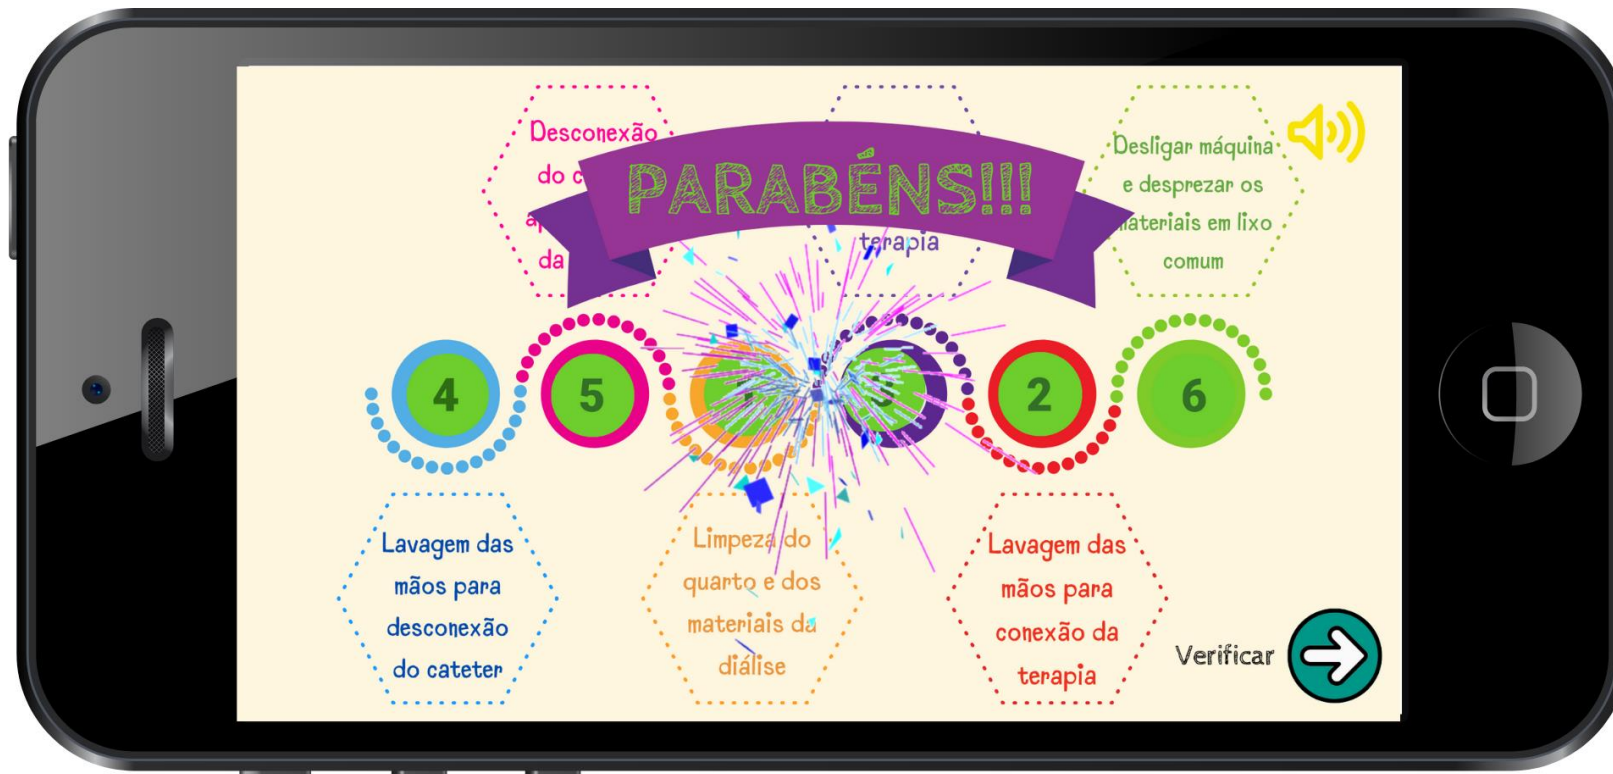 Desconexão
do
da
PARABÉNS!!!
terapia
Desligar máquina
e desprezar os
materiais em lixo
comum
4
5
2
6
Lavagem das
mãos para
desconexão
do cateter
Limpeza do
quarto e dos
materiais da
diálise
Lavagem das
mãos para
conexão da
terapia
Verificar